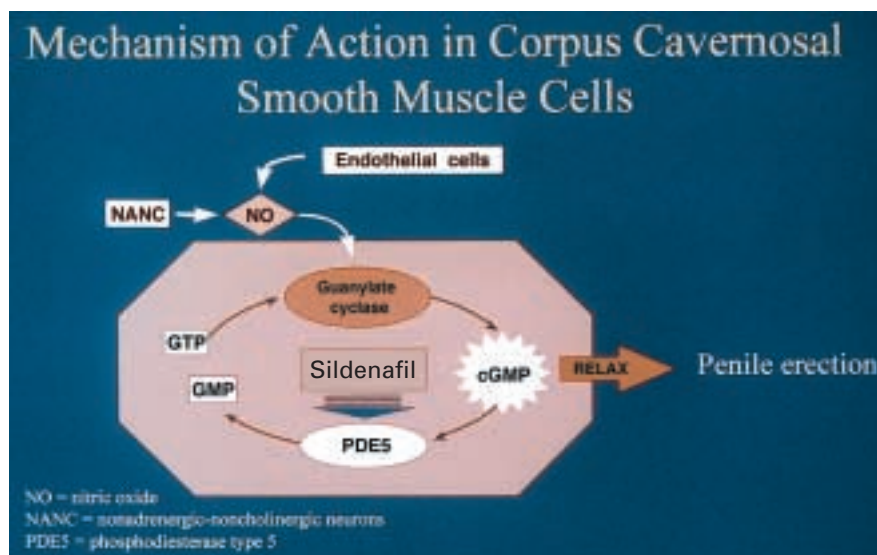 Mechanism of Action in Corpus Cavernosal
Smooth Muscle Cells
Endothelial cells
NANC
NO
Guanylate
cyclase
GTP
Sildenafil
cGMP
RELAX
Penile erection
GMP
PDE5
NO = nitric oxide
NANC = nonadrenergic-noncholinergic neurons
PDE5 = phosphodiesterase type 5